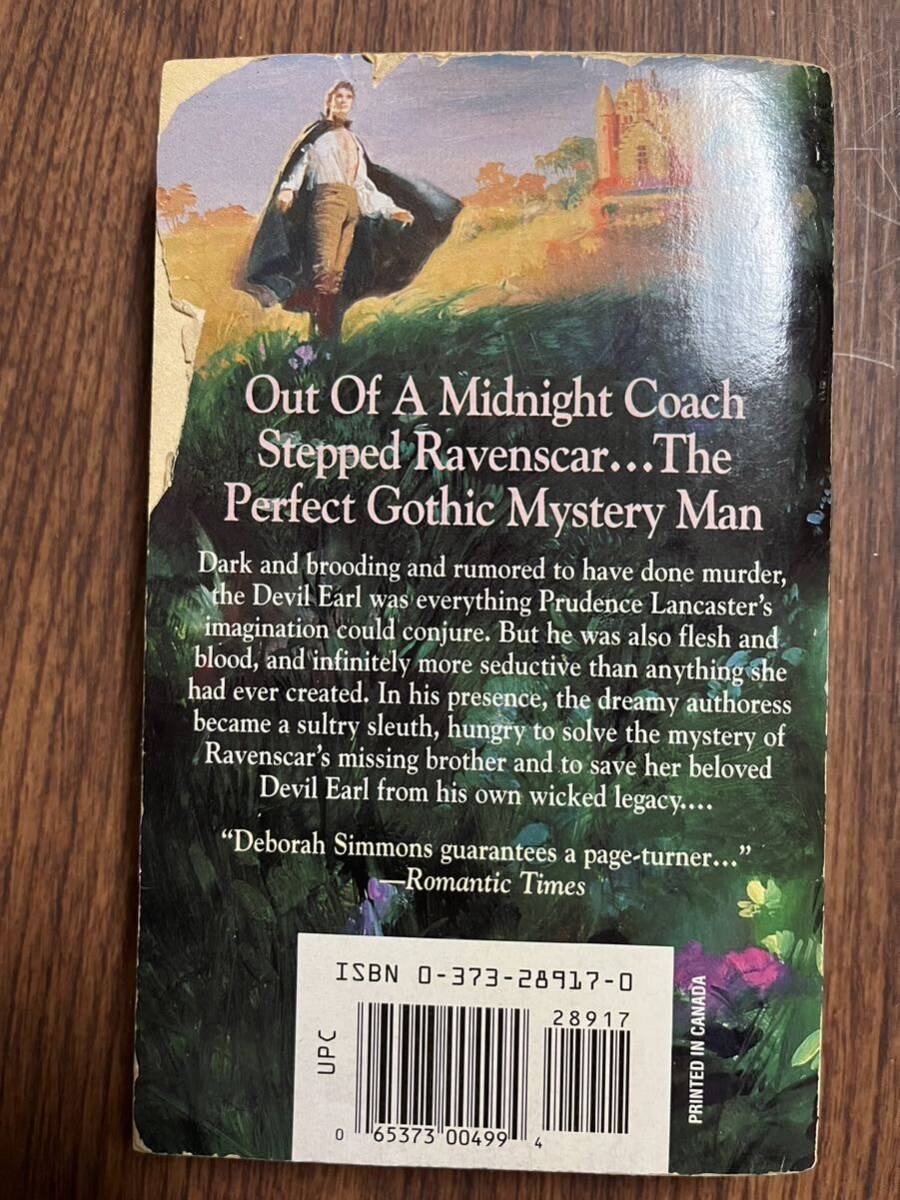 Out Of A Midnight Coach
Stepped Ravenscar...The
Perfect Gothic Mystery Man
Dark and brooding and rumored to have done murder,
the Devil Earl was everything Prudence Lancaster's
imagination could conjure. But he was also flesh and
blood, and infinitely more seductive than anything she
had ever created. In his presence, the dreamy authoress
became a sultry sleuth, hungry to solve the mystery of
Ravenscar's missing brother and to save her beloved
Devil Earl from his own wicked legacy....
“Deborah Simmons guarantees a page-turner...”
—Romantic Times
ISBN 0-373-28917-0
28917
UPC
0 65373 00499 4
PRINTED IN CANADA